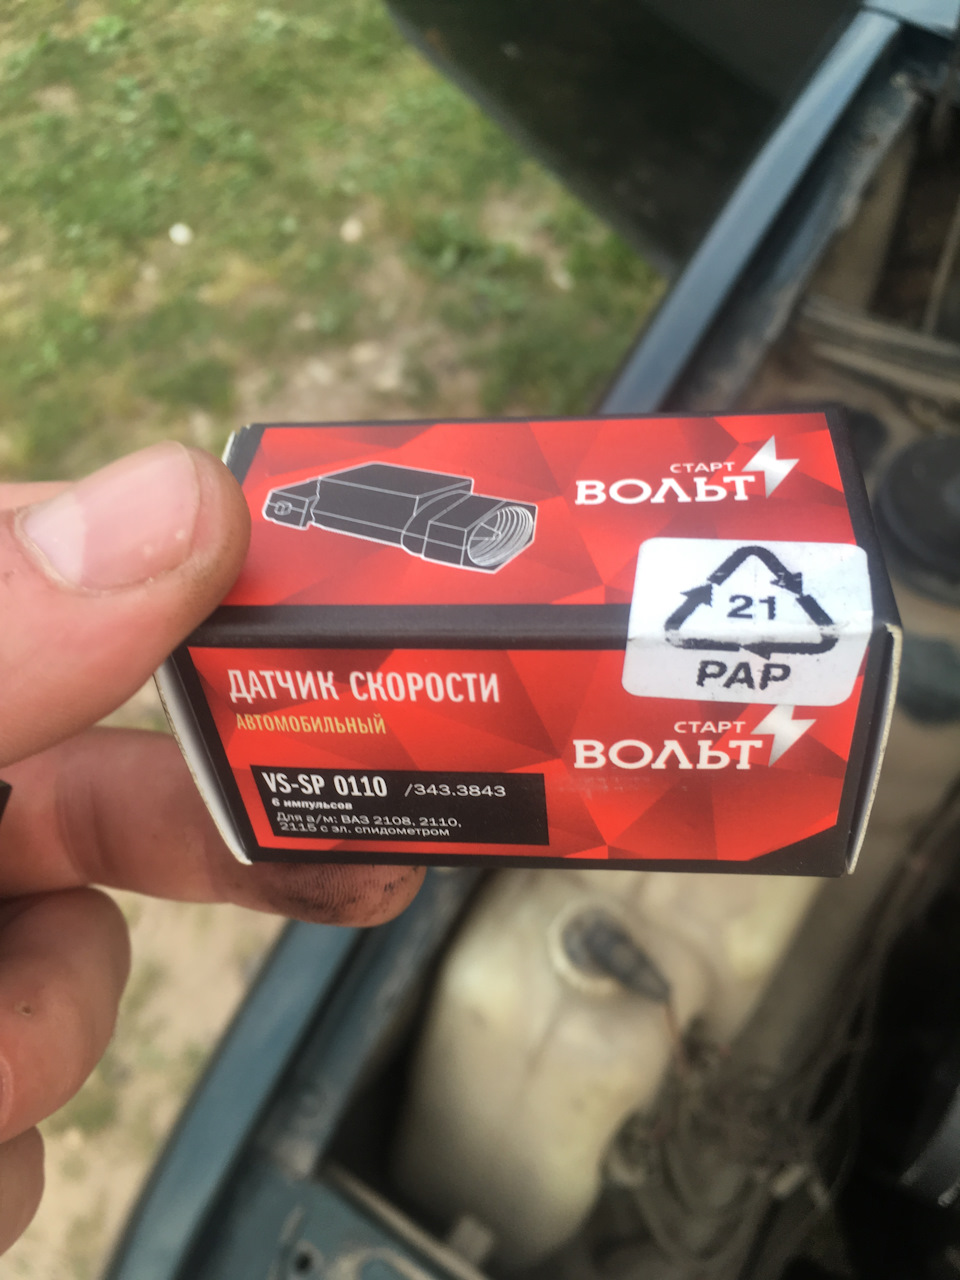 СТАРТ
ВОЛЬТ
21
PAP
ДАТЧИК СКОРОСТИ
АВТОМОБИЛЬНЫЙ
СТАРТ
ВОЛЬТ
VS-SP 0110 /343.3843
6 импульсов
Для а/м: ВАЗ 2108, 2110,
2115 с эл. спидометром